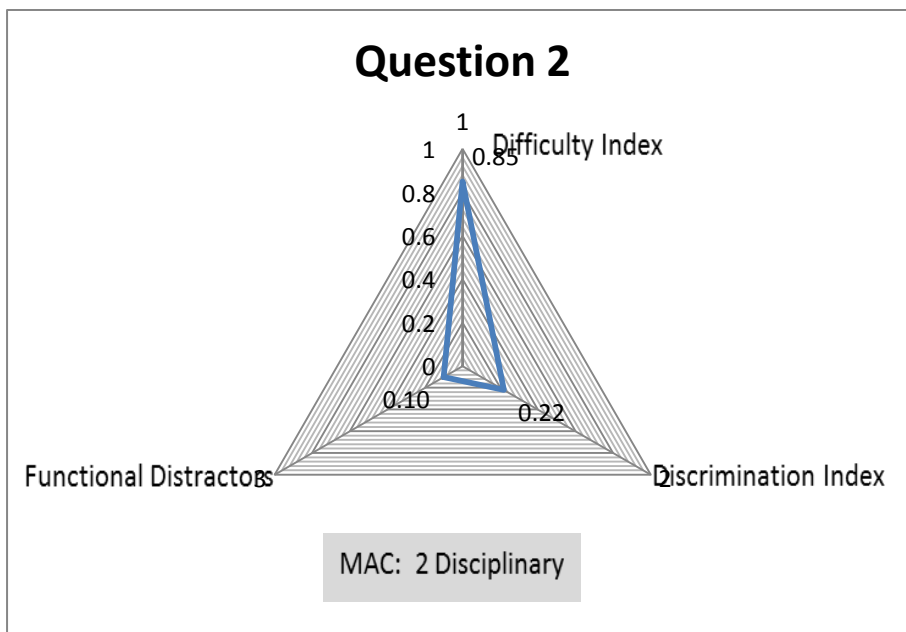 Question 2
1
Difficulty Index
1
0.85
0.8
0.6
0.4
0.2
0
0.10
0.22
Functional Distractors
3
2
Discrimination Index
MAC: 2 Disciplinary